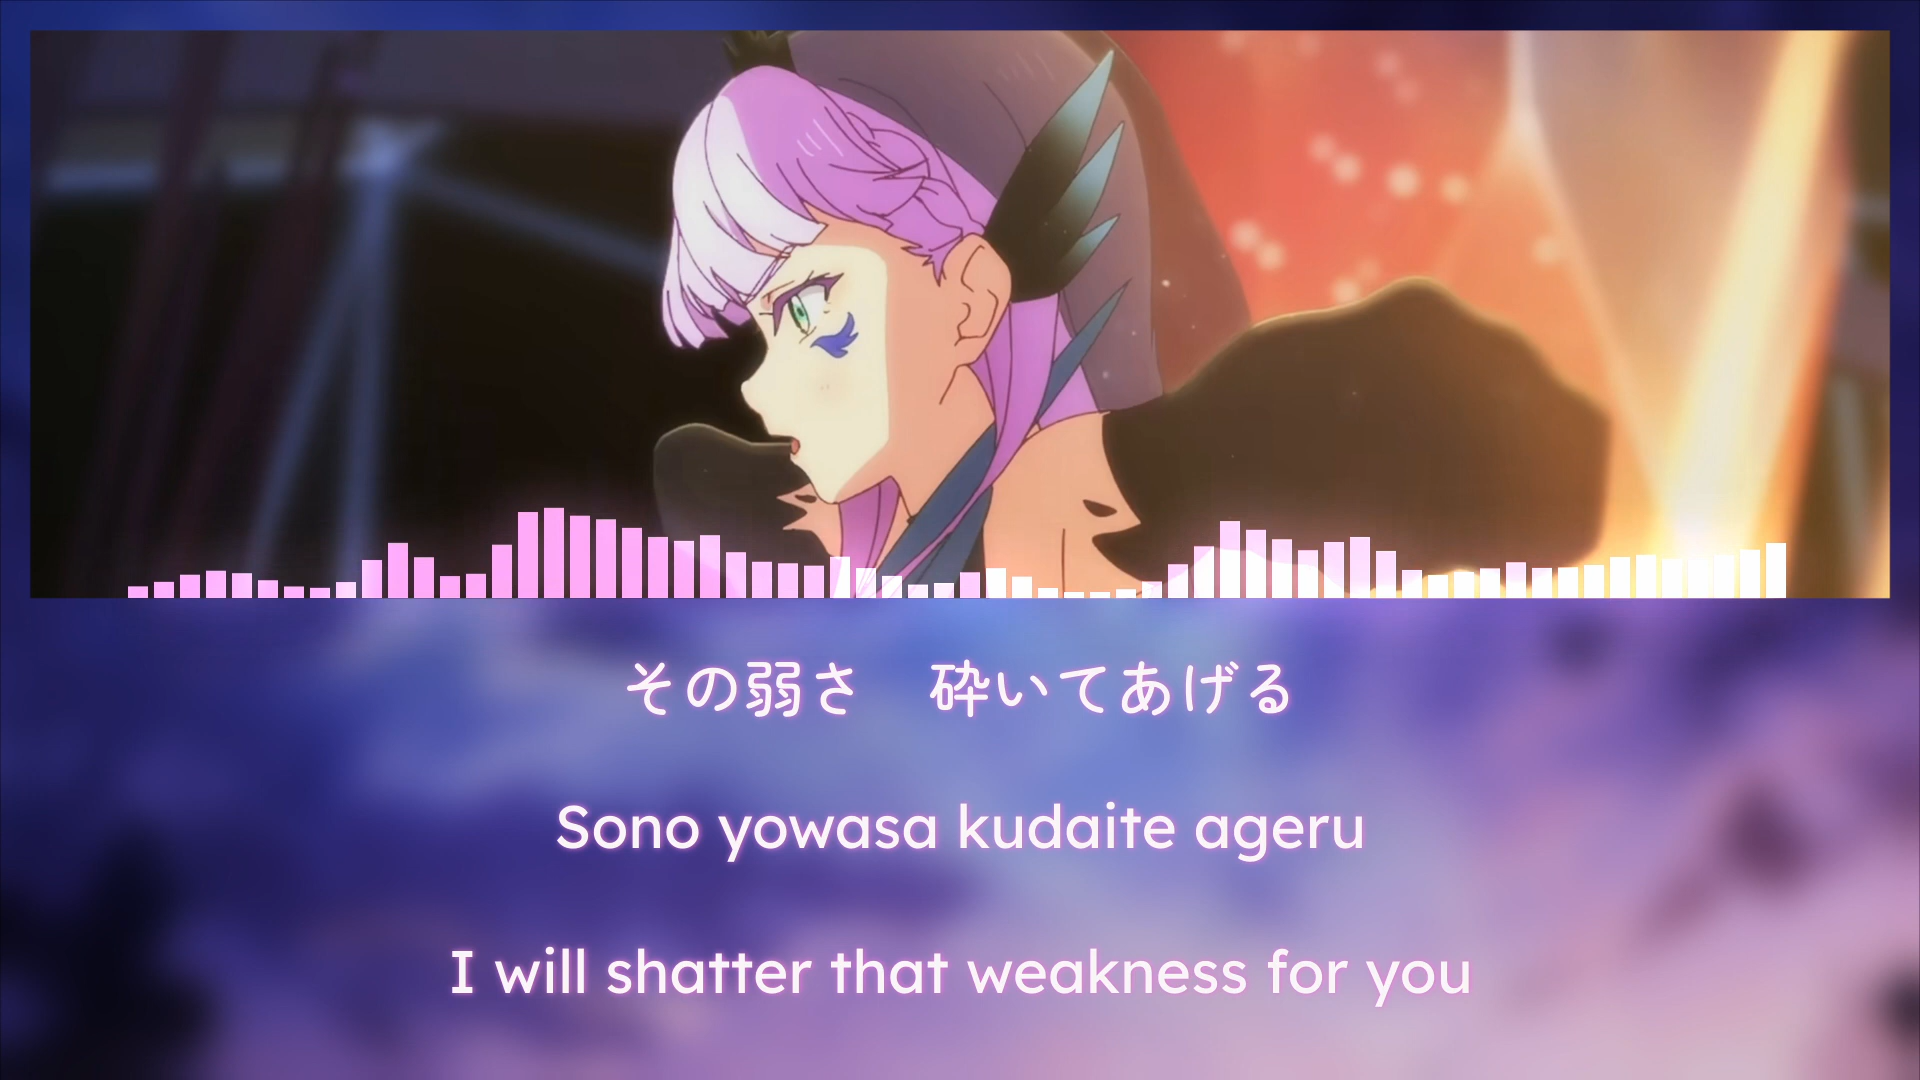 その弱さ　砕いてあげる
Sono yowasa kudaite ageru
I will shatter that weakness for you